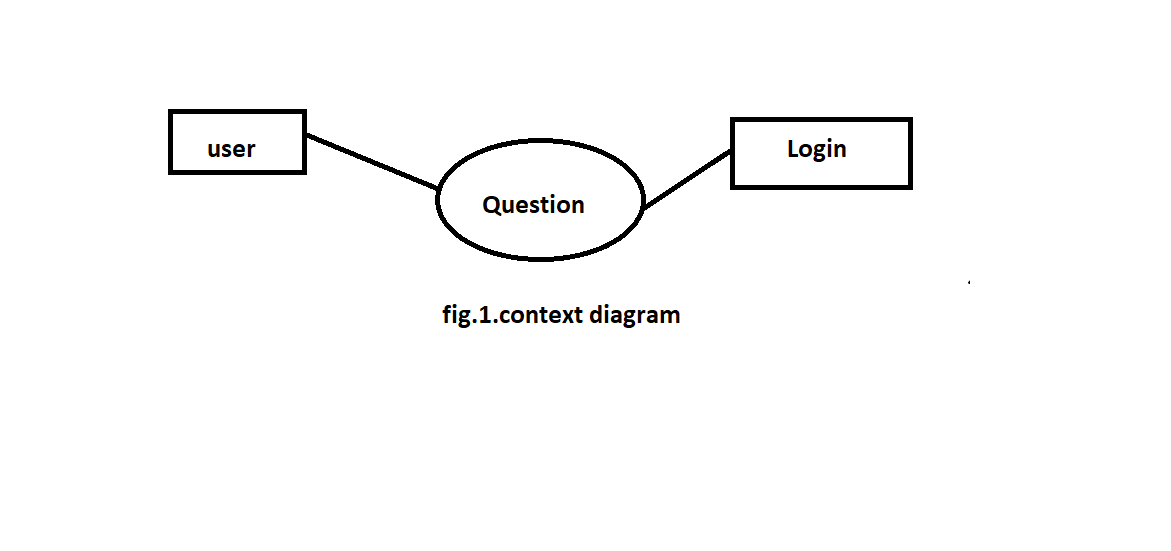 user
Login
Question
fig.1.context diagram